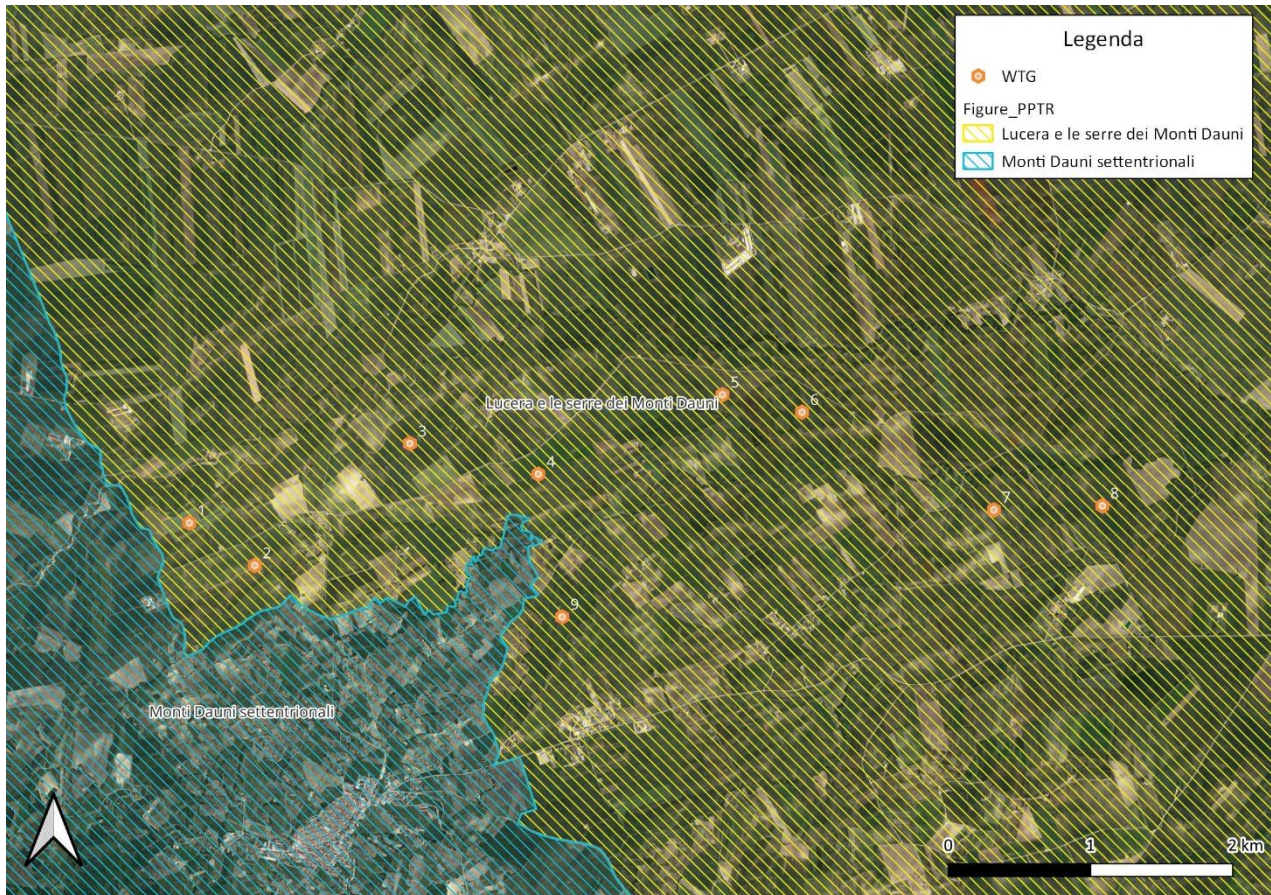 Legenda
WTG
Figure_PPTR
Lucera e le serre dei Monti Dauni
Monti Dauni settentrionali
5
Lucera e le serre dei Monti Dauni
6
3
4
7
8
1
2
9
Monti Dauni settentrionali
0 1 2 km